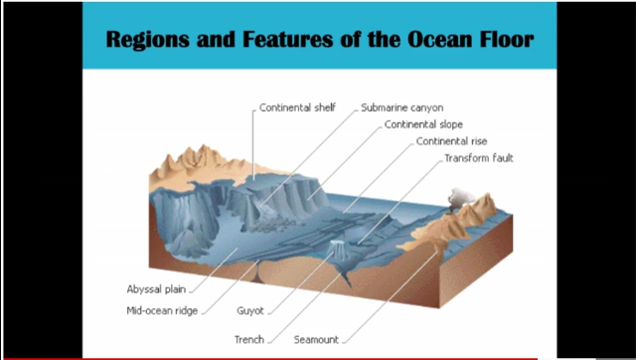 Regions and Features of the Ocean Floor
Continental shelf
Submarine canyon
Continental slope
Continental rise
Transform fault
Abyssal plain
Mid-ocean ridge
Guyot
Trench
Seamount